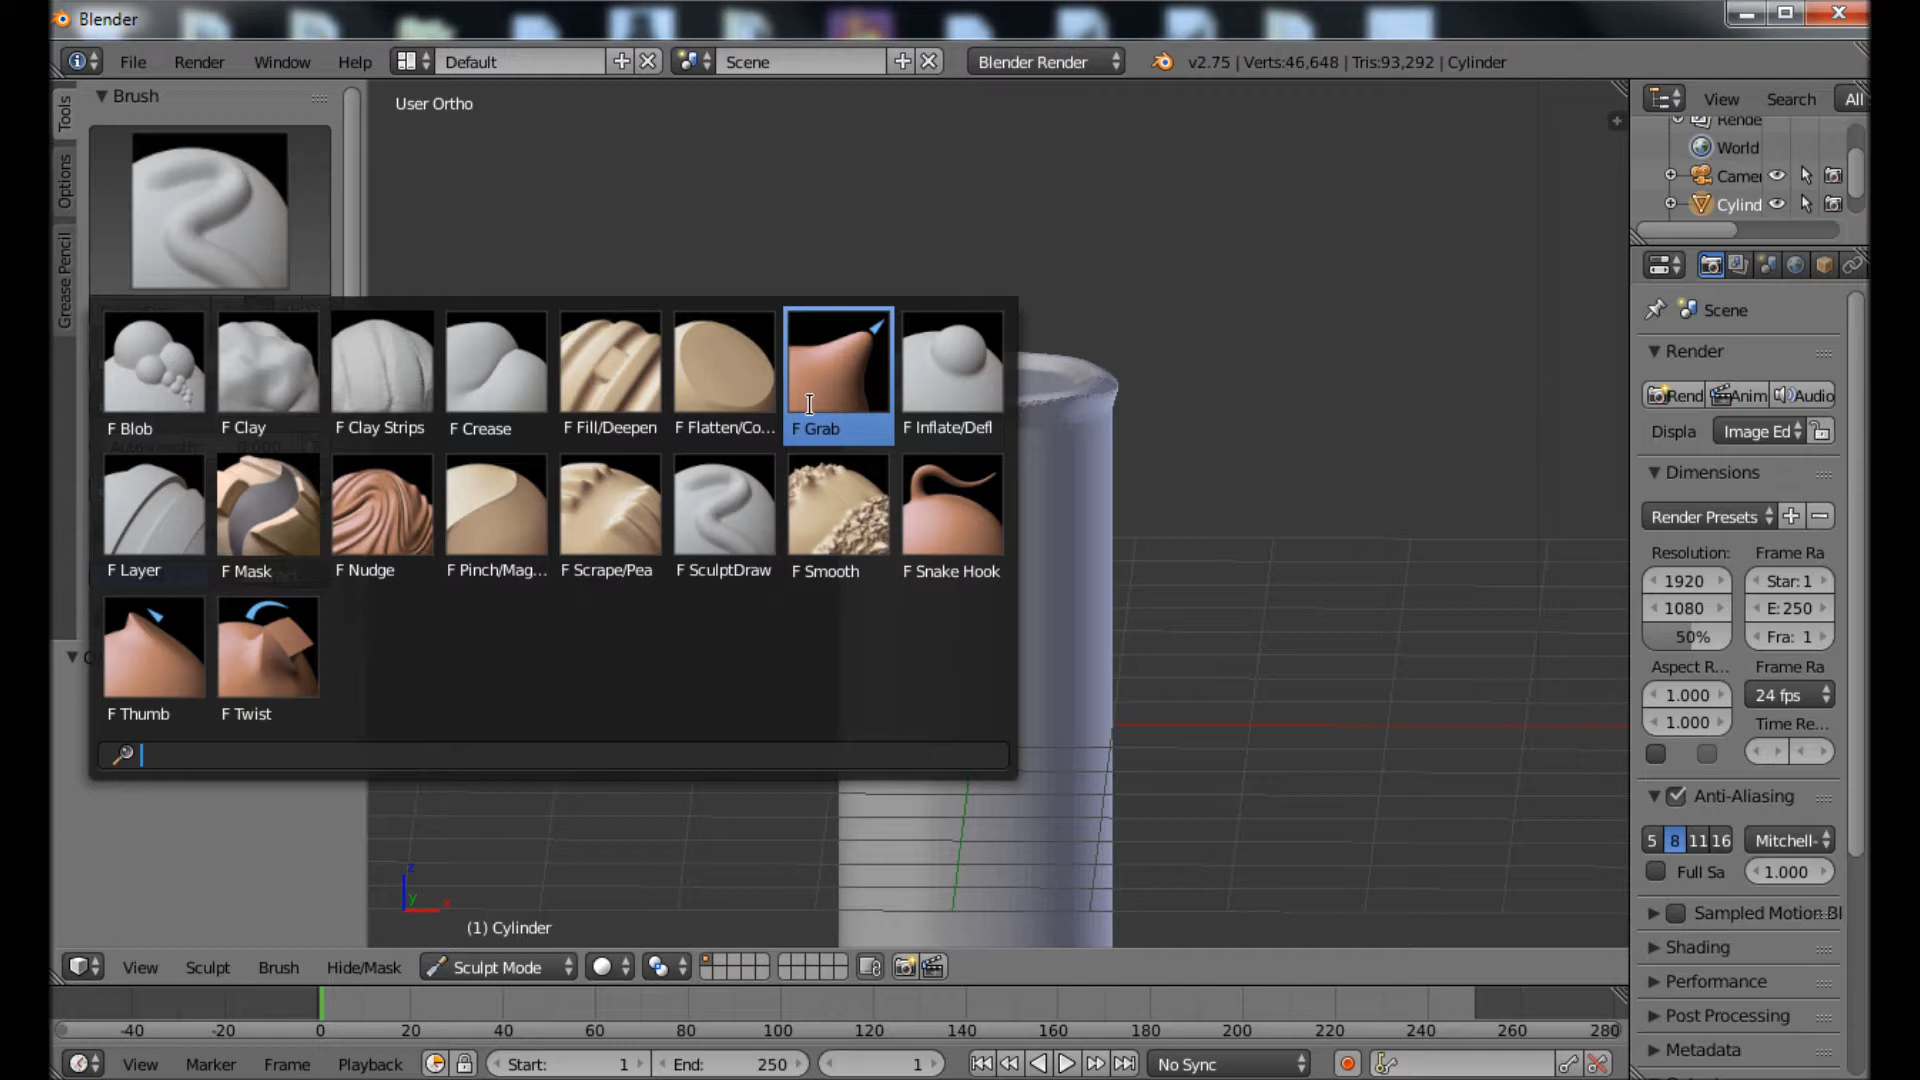 Blender
File Render Window Help Default Scene Blender Render v2.75 | Verts:46,648 | Tris:93,292 | Cylinder
Tools
Options
Grease Pencil
Brush
User Ortho
F Blob F Clay F Clay Strips F Crease F Fill/Deepen F Flatten/Co... F Grab F Inflate/Defl
F Layer F Mask F Nudge F Pinch/Mag... F Scrape/Pea F SculptDraw F Smooth F Snake Hook
F Thumb F Twist
z
y x
(1) Cylinder
View Sculpt Brush Hide/Mask Sculpt Mode
-40 -20 0 20 40 60 80 100 120 140 160 180 200 220 240 260 280
View Marker Frame Playback Start: 1 End: 250 1 No Sync
View Search All
Rende
World
Camer
Cylind
Scene
Render
Rend Anim Audio
Displa Image Ed
Dimensions
Render Presets
Resolution: Frame Ra
1920 Star: 1
1080 E: 250
50% Fra: 1
Aspect R... Frame Ra
1.000 24 fps
1.000 Time Re...
Anti-Aliasing
5 8 11 16 Mitchell-
Full Sa 1.000
Sampled Motion Bl
Shading
Performance
Post Processing
Metadata